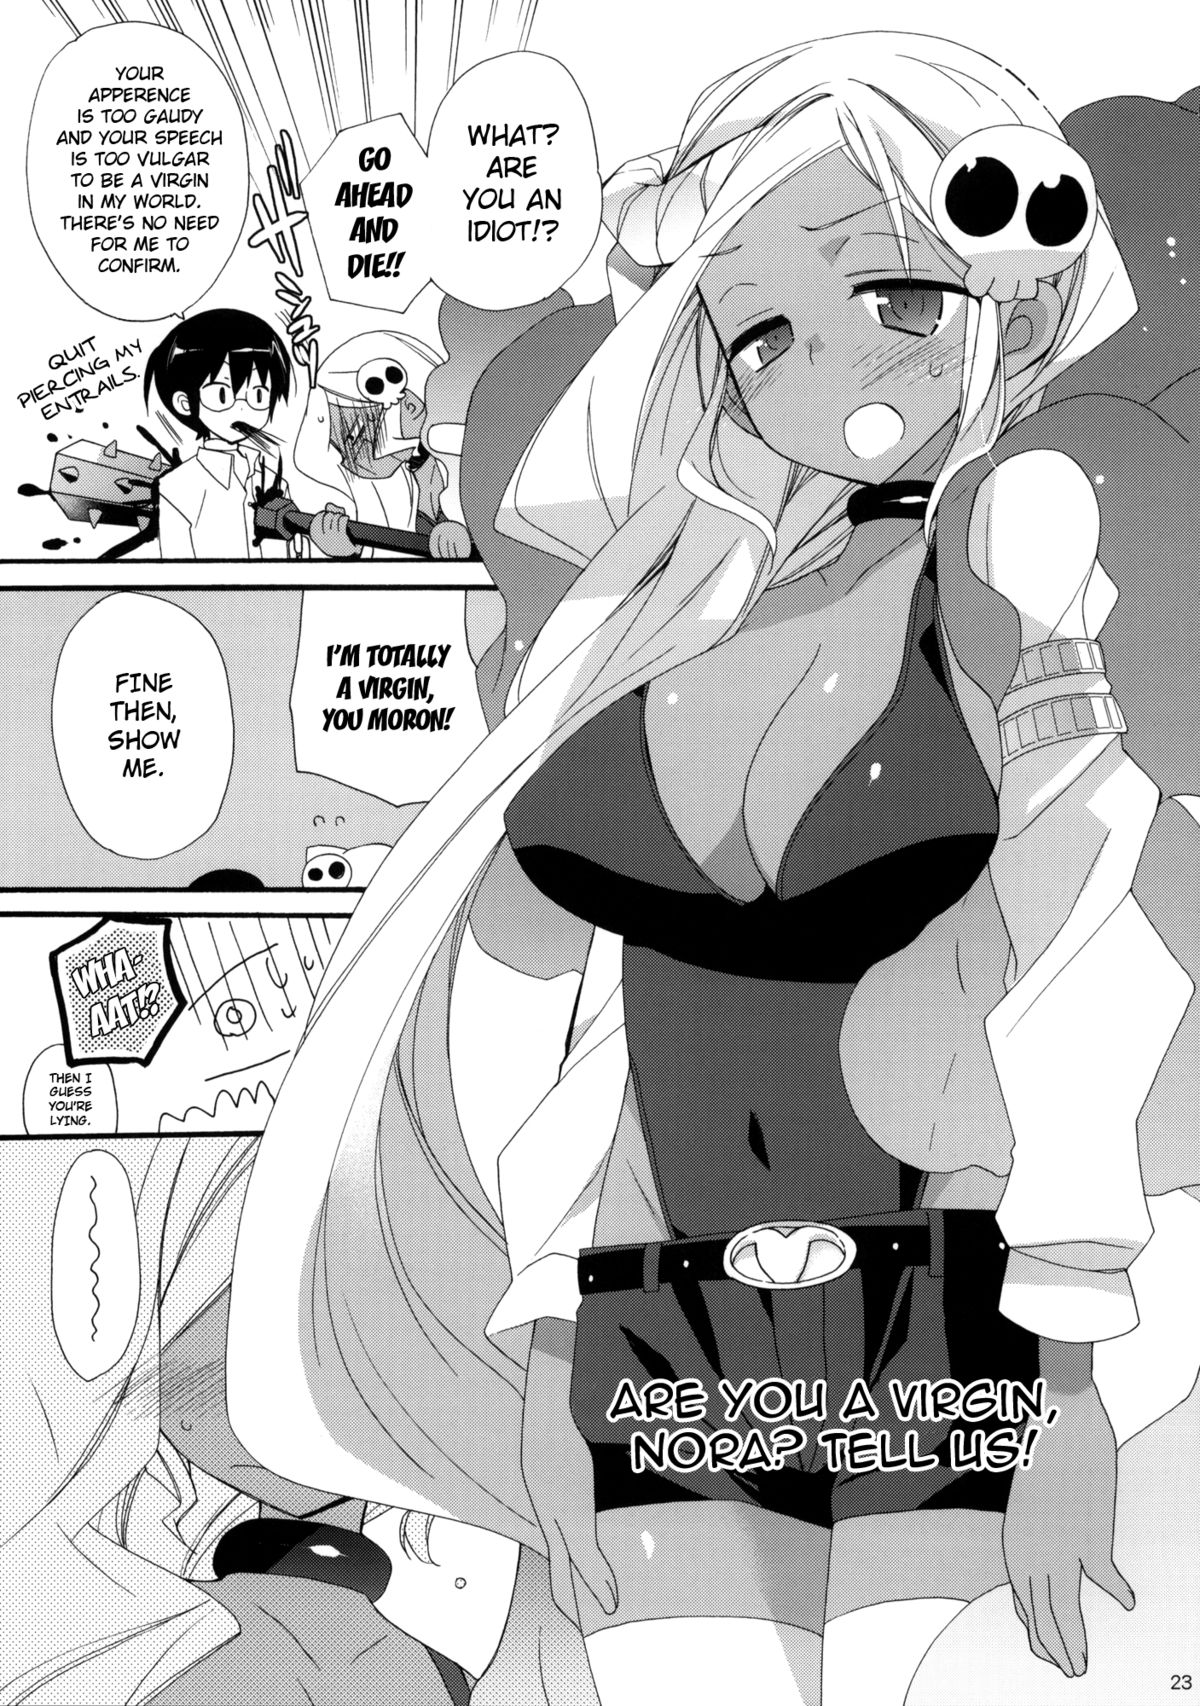 WHAT?
ARE
YOU AN
IDIOT!?
GO
AHEAD
AND
DIE!!
YOUR
APPERENCE
IS TOO GAUDY
AND YOUR SPEECH
IS TOO VULGAR
TO BE A VIRGIN
IN MY WORLD.
THERE'S NO NEED
FOR ME TO
CONFIRM.
QUIT
PIERCING MY
ENTRAILS.
I'M TOTALLY
A VIRGIN,
YOU MORON!
FINE
THEN,
SHOW
ME.
WHA-
AAT!?
THEN I
GUESS
YOU'RE
LYING.
ARE YOU A VIRGIN,
NORA? TELL US!
23